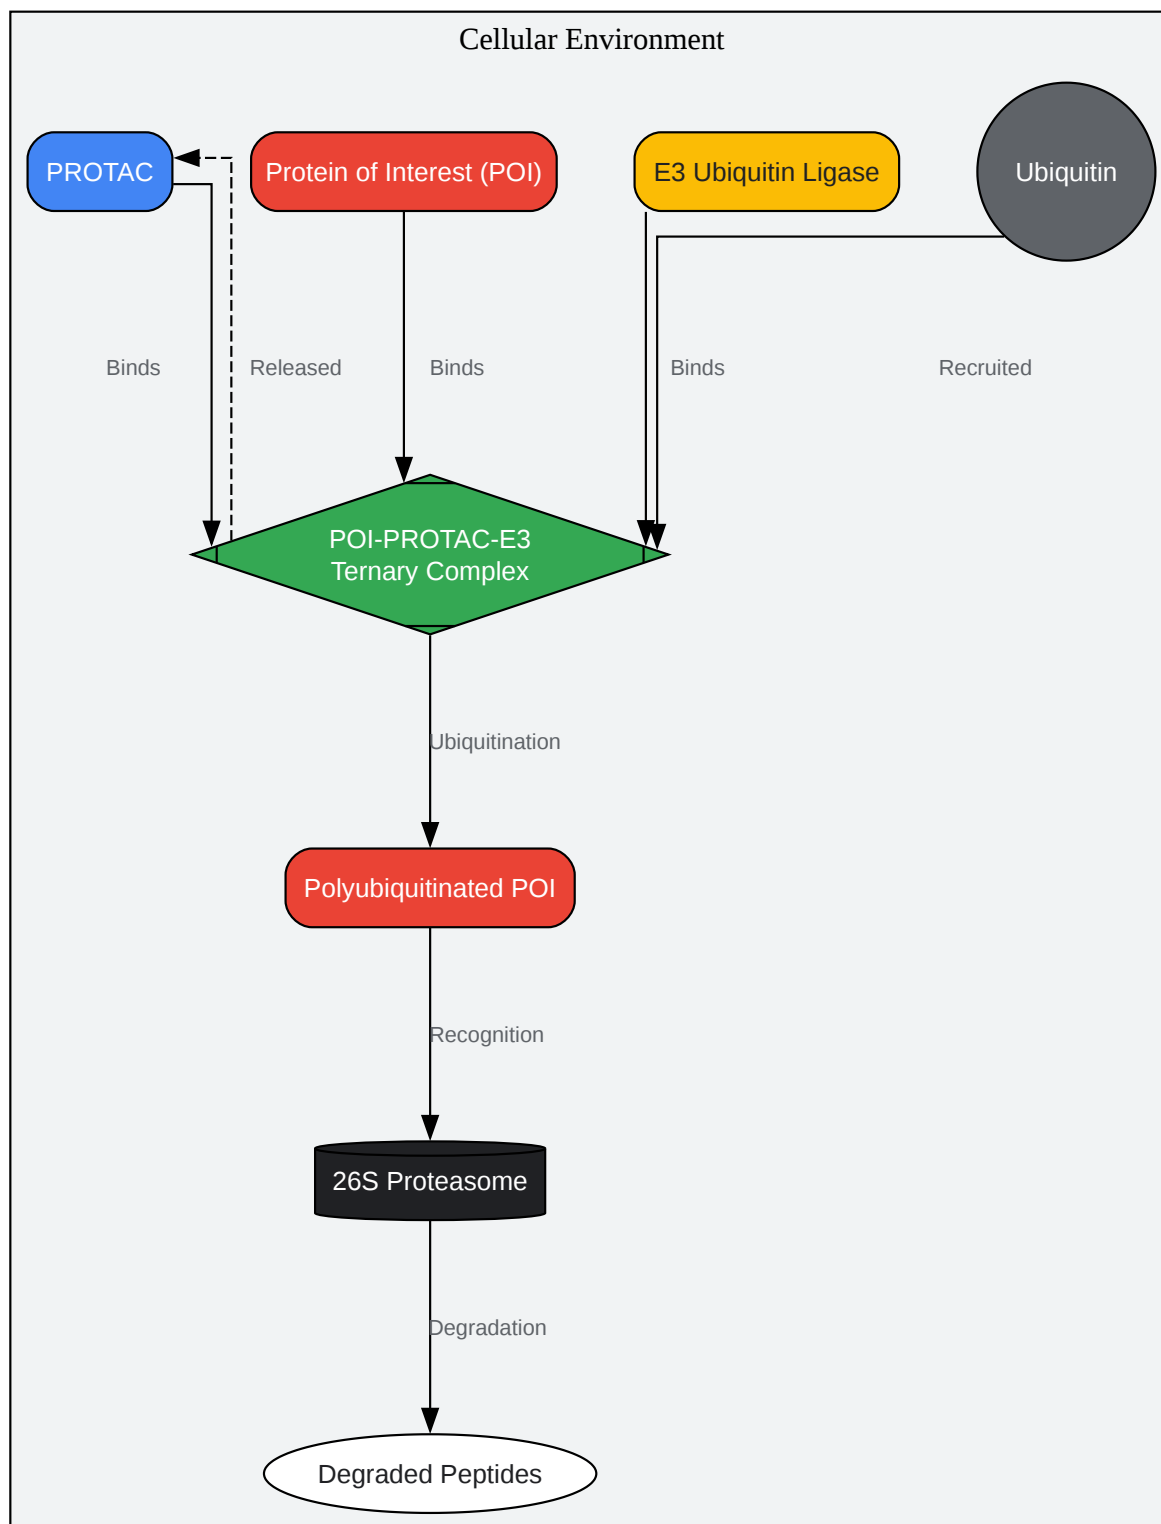 Cellular Environment
PROTAC
Protein of Interest (POI)
E3 Ubiquitin Ligase
Ubiquitin
Binds
Released
Binds
Binds
Recruited
POI-PROTAC-E3
Ternary Complex
Ubiquitination
Polyubiquitinated POI
Recognition
26S Proteasome
Degradation
Degraded Peptides